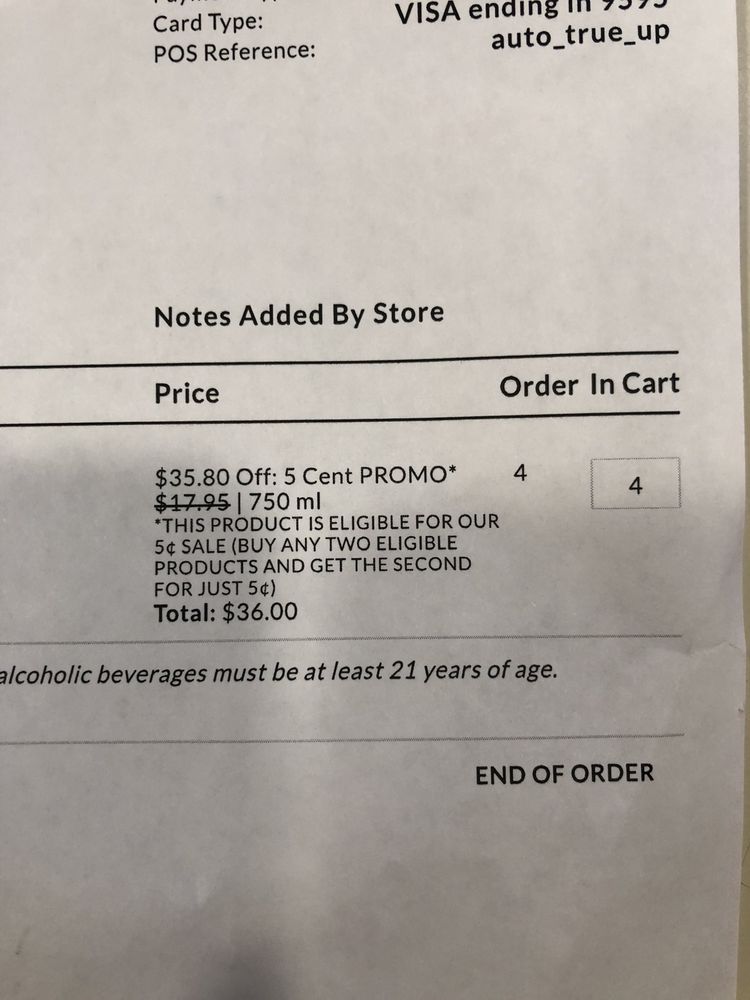 Card Type:
VISA ending in
POS Reference:
auto_true_up
Notes Added By Store
Price
Order In Cart
$35.80 Off: 5 Cent PROMO*
4
4
$17.95 | 750 ml
*THIS PRODUCT IS ELIGIBLE FOR OUR
5¢ SALE (BUY ANY TWO ELIGIBLE
PRODUCTS AND GET THE SECOND
FOR JUST 5¢)
Total: $36.00
alcoholic beverages must be at least 21 years of age.
END OF ORDER